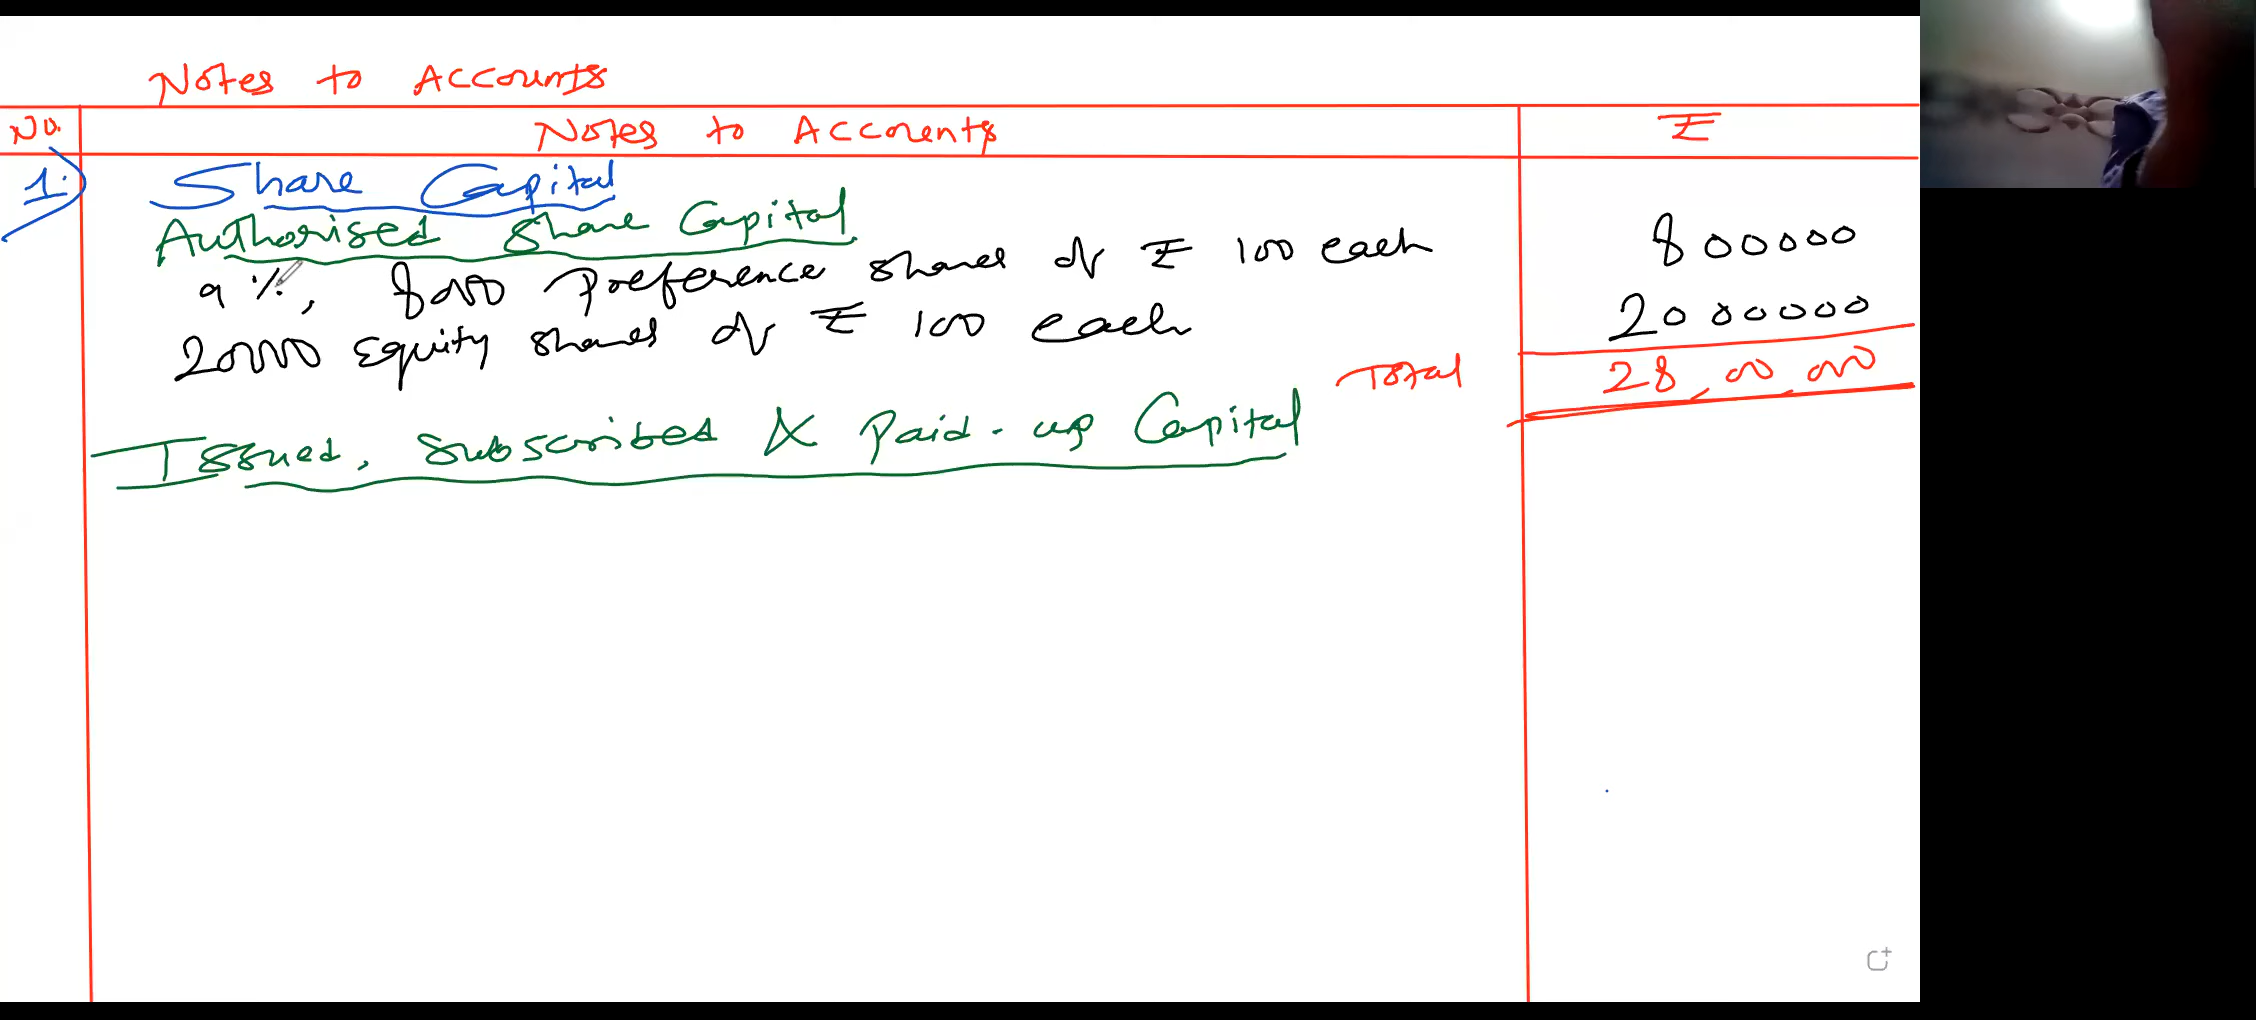 Notes to Accounts
No. Notes to Accounts ₹
1. Share Capital
Authorised Share Capital
9%, 8000 Preference shares of ₹ 100 each 800000
20000 Equity shares of ₹ 100 each 2000000
Total 28,00,000
Issued, Subscribed & Paid-up Capital